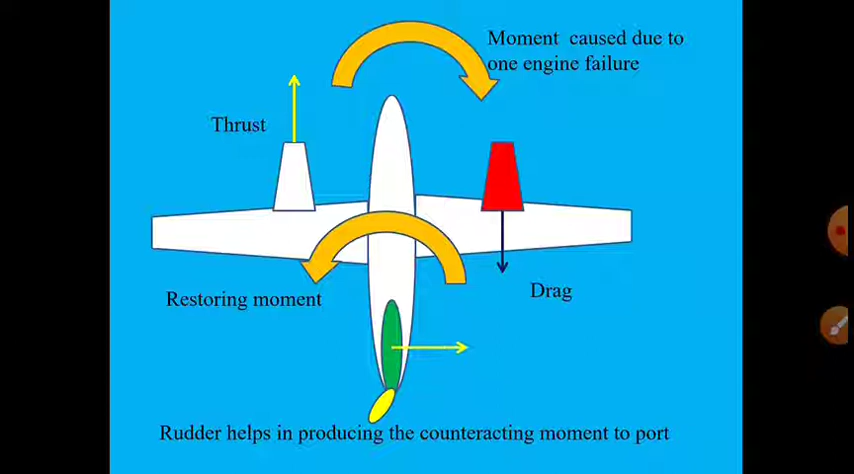 Moment caused due to
one engine failure
Thrust
Restoring moment
Drag
Rudder helps in producing the counteracting moment to port